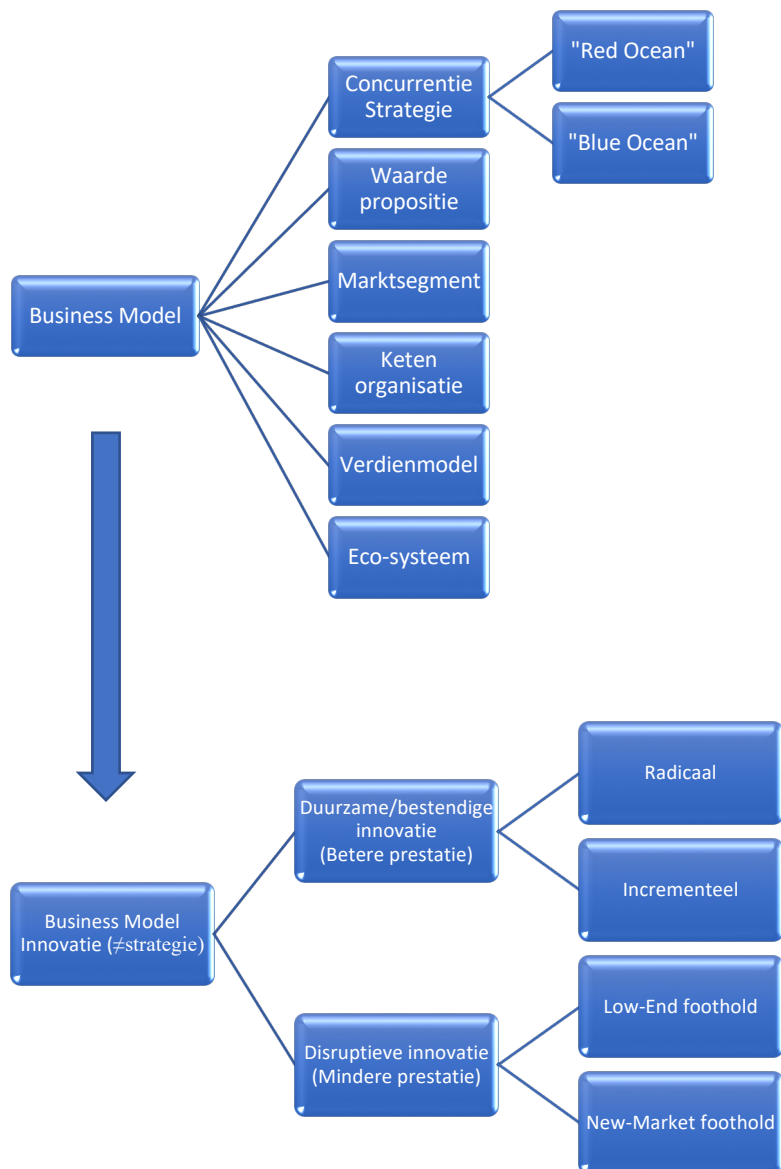 "Red Ocean"
Concurrentie
Strategie
"Blue Ocean"
Waarde
propositie
Marktsegment
Business Model
Keten
organisatie
Verdienmodel
Eco-systeem
Radicaal
Duurzame/bestendige
innovatie
(Betere prestatie)
Incrementeel
Business Model
Innovatie (≠strategie)
Low-End foothold
Disruptieve innovatie
(Mindere prestatie)
New-Market foothold